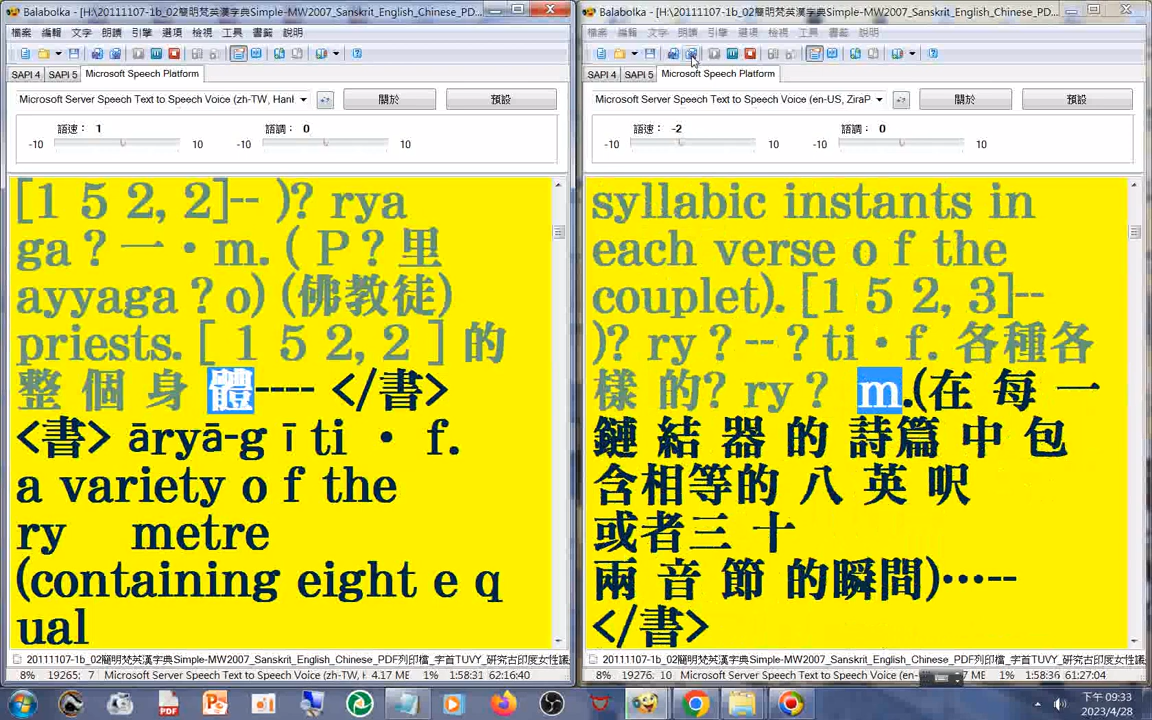 Balabolka - [H:\20111107-1b_02簡明梵英漢字典Simple-MW2007_Sanskrit_English_Chinese_PD...
檔案 編輯 文字 朗讀 引擎 選項 檢視 工具 書籤 說明
SAPI 4 SAPI 5 Microsoft Speech Platform
Microsoft Server Speech Text to Speech Voice (zh-TW, Hanl
關於
預設
語速： 1
語調： 0
-10 10 -10 10
[1 5 2, 2]-- )? rya
ga ? 一 • m. ( P ? 里
ayyaga ? o) (佛教徒)
priests. [ 1 5 2, 2 ] 的
整 個 身 體---- </書>
<書> āryā-g ī ti • f.
a variety o f the
ry metre
(containing eight e q
ual
20111107-1b_02簡明梵英漢字典Simple-MW2007_Sanskrit_English_Chinese_PDF列印檔_字首TUVY_研究古印度女性議
8% 19265; 7 Microsoft Server Speech Text to Speech Voice (zh-TW, H 4.17 ME 1% 1:58:31 62:16:40
Balabolka - [H:\20111107-1b_02簡明梵英漢字典Simple-MW2007_Sanskrit_English_Chinese_PDF...
檔案 編輯 文字 朗讀 引擎 選項 檢視 工具 書籤 說明
SAPI 4 SAPI 5 Microsoft Speech Platform
Microsoft Server Speech Text to Speech Voice (en-US, ZiraP
關於
預設
語速： -2
語調： 0
-10 10 -10 10
syllabic instants in
each verse o f the
couplet). [1 5 2, 3]--
)? ry ? -- ? ti • f. 各種各
樣 的? ry ? m.(在 每 一
鏈 結 器 的 詩篇 中 包
含相等的 八 英 呎
或者三 十
兩 音 節 的瞬間)…--
</書>
20111107-1b_02簡明梵英漢字典Simple-MW2007_Sanskrit_English_Chinese_PDF列印檔_字首TUVY_研究古印度女性議
8% 19276, 10 Microsoft Server Speech Text to Speech Voice 7 ME 1% 1:58:36 61:27:04
下午 09:33
2023/4/28